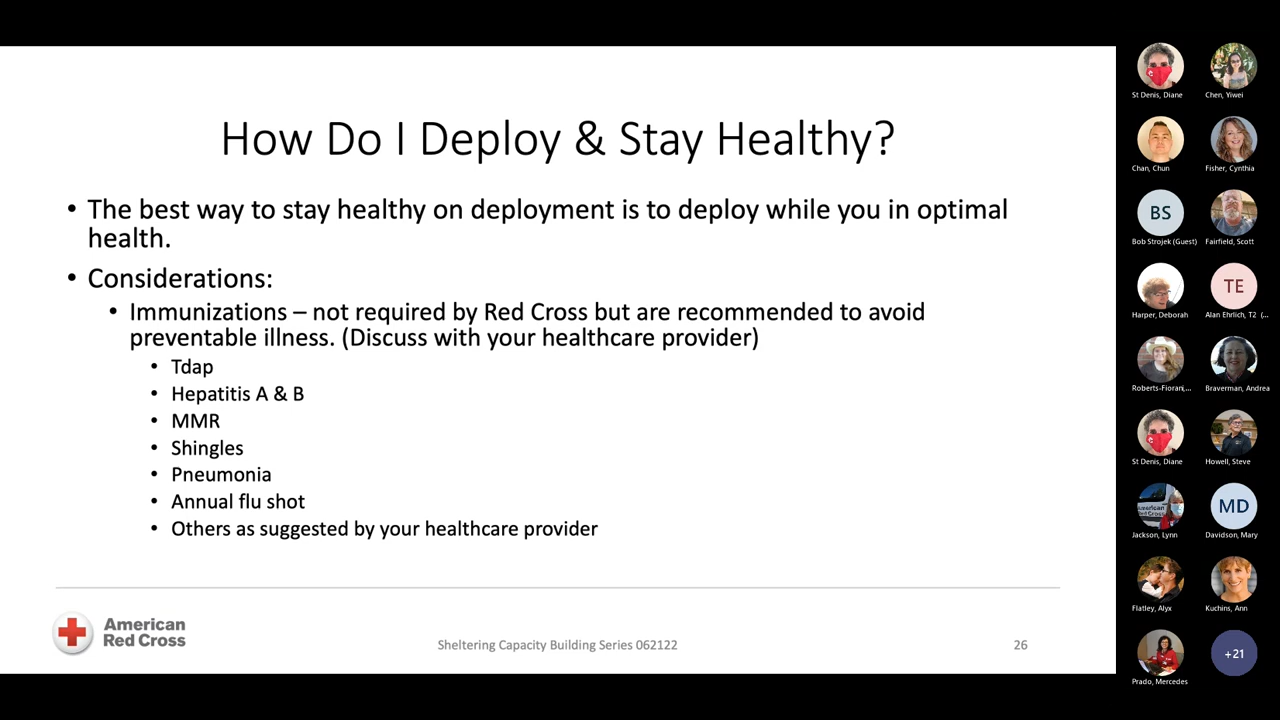 How Do I Deploy & Stay Healthy?
• The best way to stay healthy on deployment is to deploy while you in optimal
health.
• Considerations:
• Immunizations – not required by Red Cross but are recommended to avoid
preventable illness. (Discuss with your healthcare provider)
• Tdap
• Hepatitis A & B
• MMR
• Shingles
• Pneumonia
• Annual flu shot
• Others as suggested by your healthcare provider
American
Red Cross
Sheltering Capacity Building Series 062122
26
St Denis, Diane
Chen, Yiwei
Chan, Chun
Fisher, Cynthia
BS
Bob Strojek (Guest)
Fairfield, Scott
Harper, Deborah
TE
Alan Ehrlich, T2 (...
Roberts-Fiorani,...
Braverman, Andrea
St Denis, Diane
Howell, Steve
American
Red Cross
Jackson, Lynn
MD
Davidson, Mary
Flatley, Alyx
Kuchins, Ann
Prado, Mercedes
+21